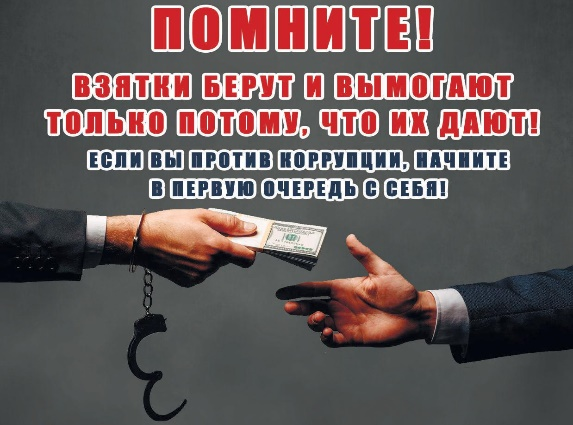 ПОМНИТЕ!
ВЗЯТКИ БЕРУТ И ВЫМОГАЮТ
ТОЛЬКО ПОТОМУ, ЧТО ИХ ДАЮТ!
ЕСЛИ ВЫ ПРОТИВ КОРРУПЦИИ, НАЧНИТЕ
В ПЕРВУЮ ОЧЕРЕДЬ С СЕБЯ!